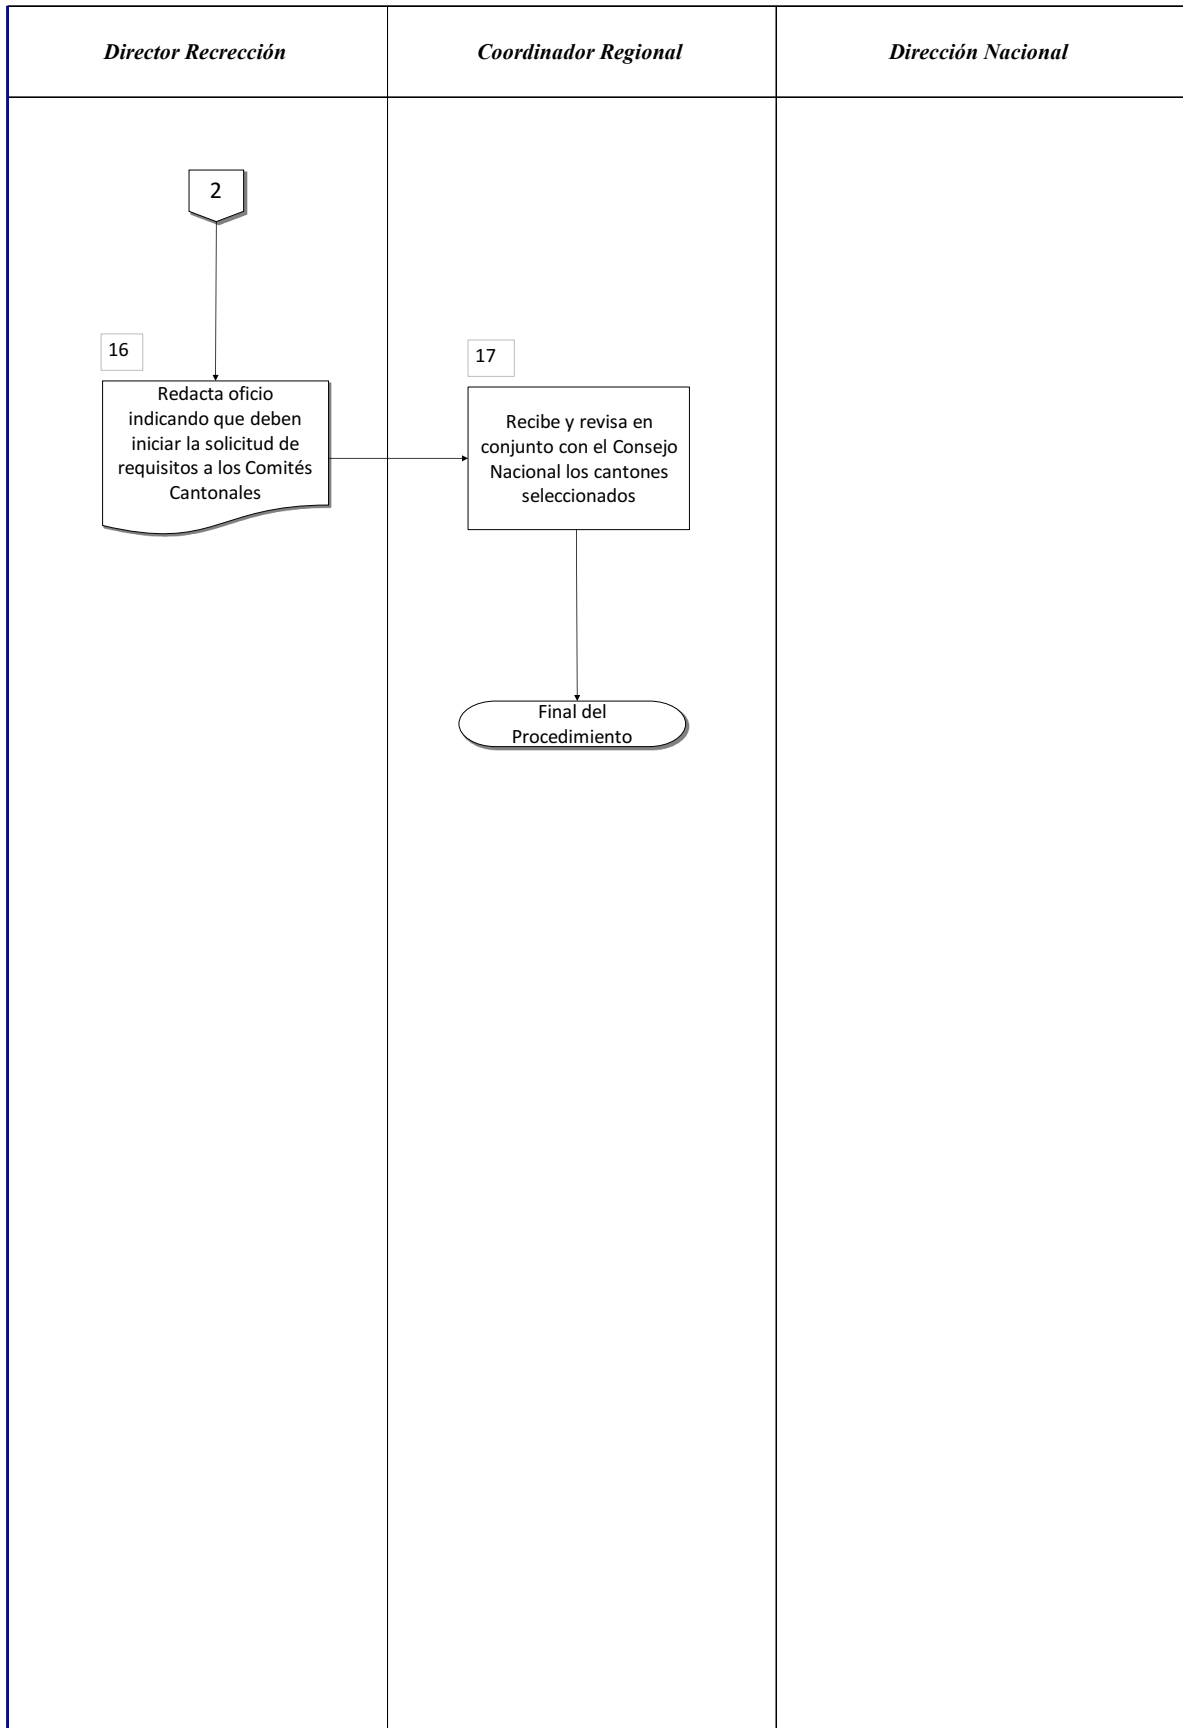 Director Recrección
Coordinador Regional
Dirección Nacional
2
16
Redacta oficio
indicando que deben
iniciar la solicitud de
requisitos a los Comités
Cantonales
17
Recibe y revisa en
conjunto con el Consejo
Nacional los cantones
seleccionados
Final del
Procedimiento